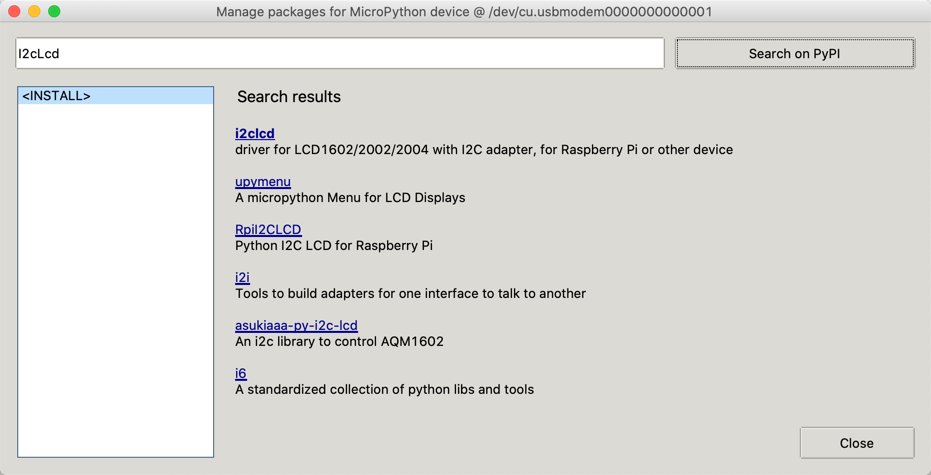 Manage packages for MicroPython device @ /dev/cu.usbmodem0000000000001
I2cLcd
Search on PyPI
<INSTALL>
Search results
i2clcd
driver for LCD1602/2002/2004 with I2C adapter, for Raspberry Pi or other device
upymenu
A micropython Menu for LCD Displays
RpiI2CLCD
Python I2C LCD for Raspberry Pi
i2i
Tools to build adapters for one interface to talk to another
asukiaaa-py-i2c-lcd
An i2c library to control AQM1602
i6
A standardized collection of python libs and tools
Close